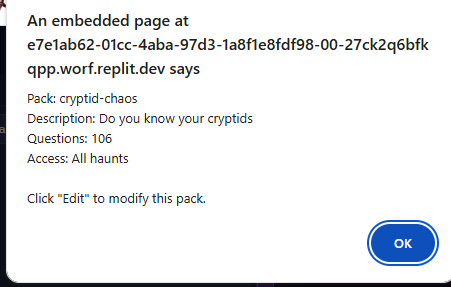 An embedded page at
e7e1ab62-01cc-4aba-97d3-1a8f1e8fdf98-00-27ck2q6bfk
qpp.worf.replit.dev says
Pack: cryptid-chaos
Description: Do you know your cryptids
Questions: 106
Access: All haunts
Click "Edit" to modify this pack.
OK